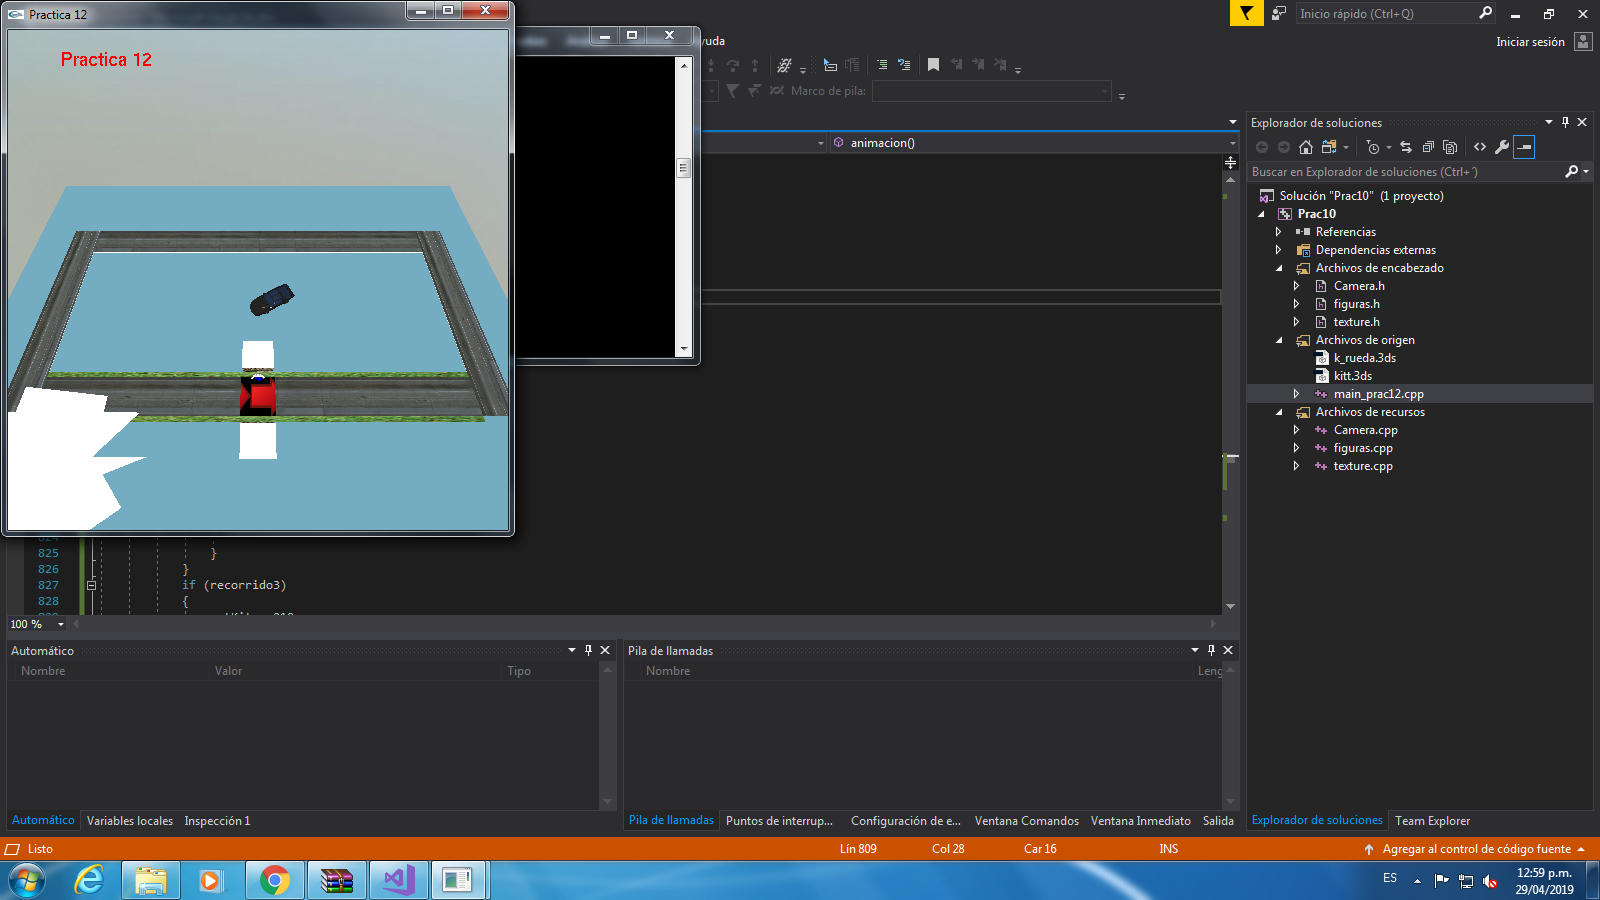 Practica 12
Practica 12
yuda
Inicio rápido (Ctrl+Q)
Iniciar sesión
Marco de pila:
animacion()
Explorador de soluciones
Buscar en Explorador de soluciones (Ctrl+´)
Solución "Prac10" (1 proyecto)
Prac10
Referencias
Dependencias externas
Archivos de encabezado
Camera.h
figuras.h
texture.h
Archivos de origen
k_rueda.3ds
kitt.3ds
main_prac12.cpp
Archivos de recursos
Camera.cpp
figuras.cpp
texture.cpp
825 }
826 }
827 if (recorrido3)
828 {
100 %
Automático
Nombre Valor Tipo
Pila de llamadas
Nombre Leng
Automático Variables locales Inspección 1
Pila de llamadas Puntos de interrup... Configuración de e... Ventana Comandos Ventana Inmediato Salida
Explorador de soluciones Team Explorer
Listo Lín 809 Col 28 Car 16 INS Agregar al control de código fuente
ES
12:59 p.m.
29/04/2019